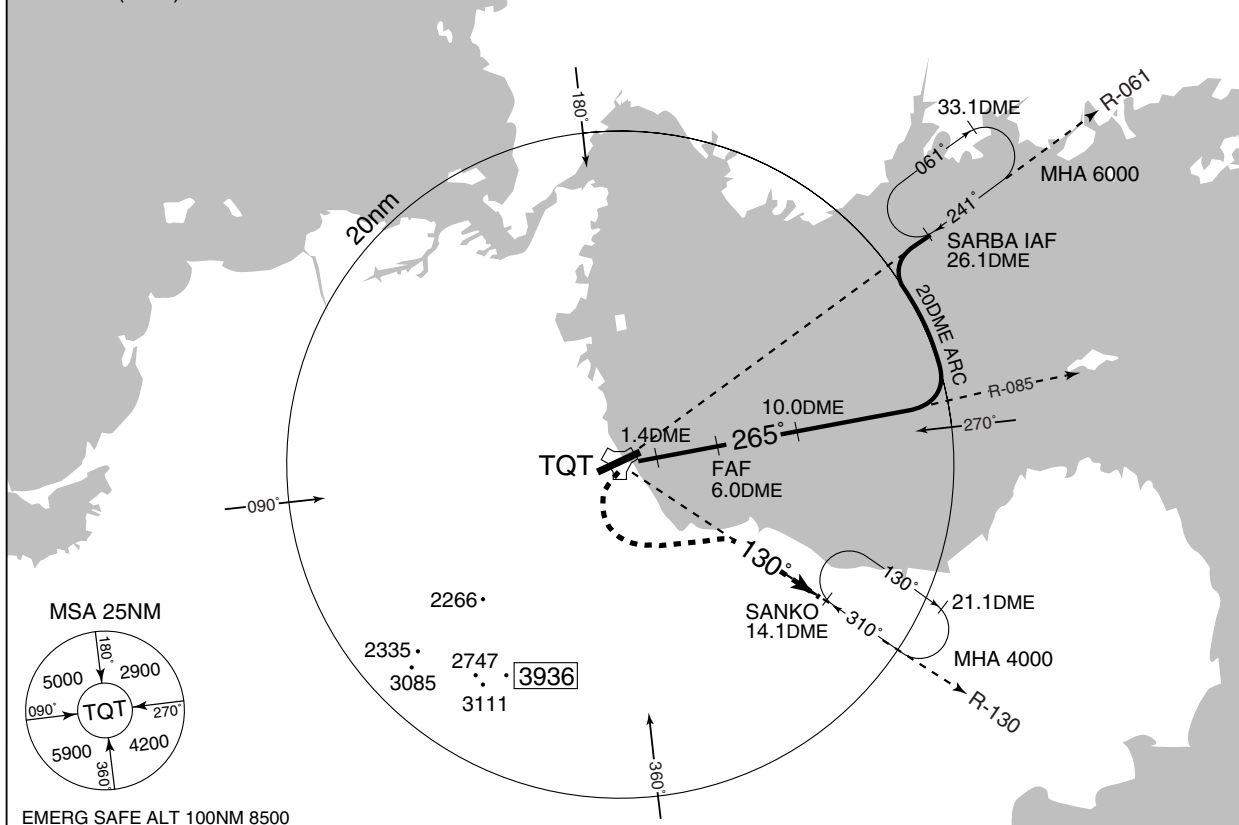 180°
33.1DME
R-061
061°
MHA 6000
241°
20nm
SARBA IAF
26.1DME
20DME ARC
R-085
10.0DME
270°
1.4DME
265°
TQT
FAF
6.0DME
090°
130°
130°
SANKO
14.1DME
21.1DME
310°
MHA 4000
R-130
2266
2335
2747
3936
3085
3111
360°
MSA 25NM
180°
5000
2900
090°
TQT
270°
5900
4200
360°
EMERG SAFE ALT 100NM 8500